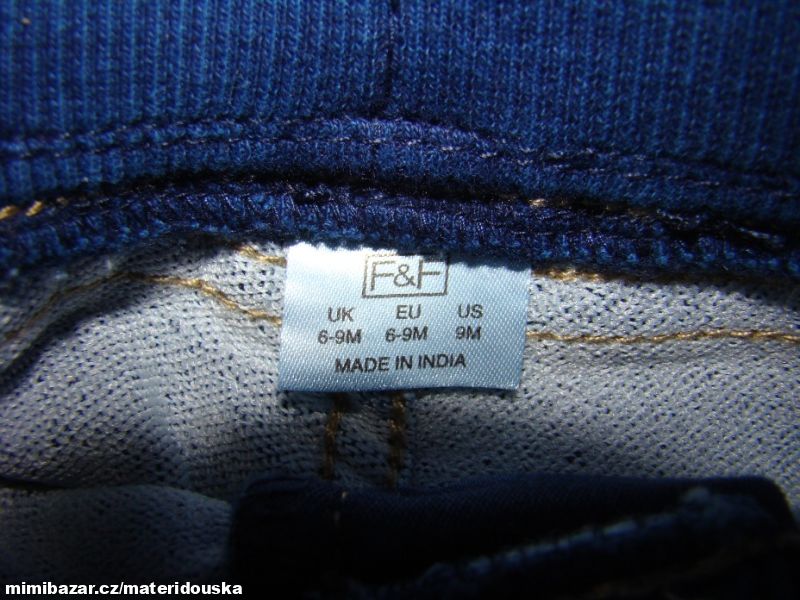 F&F
UK EU US
6-9M 6-9M 9M
MADE IN INDIA
mimibazar.cz/materidouska